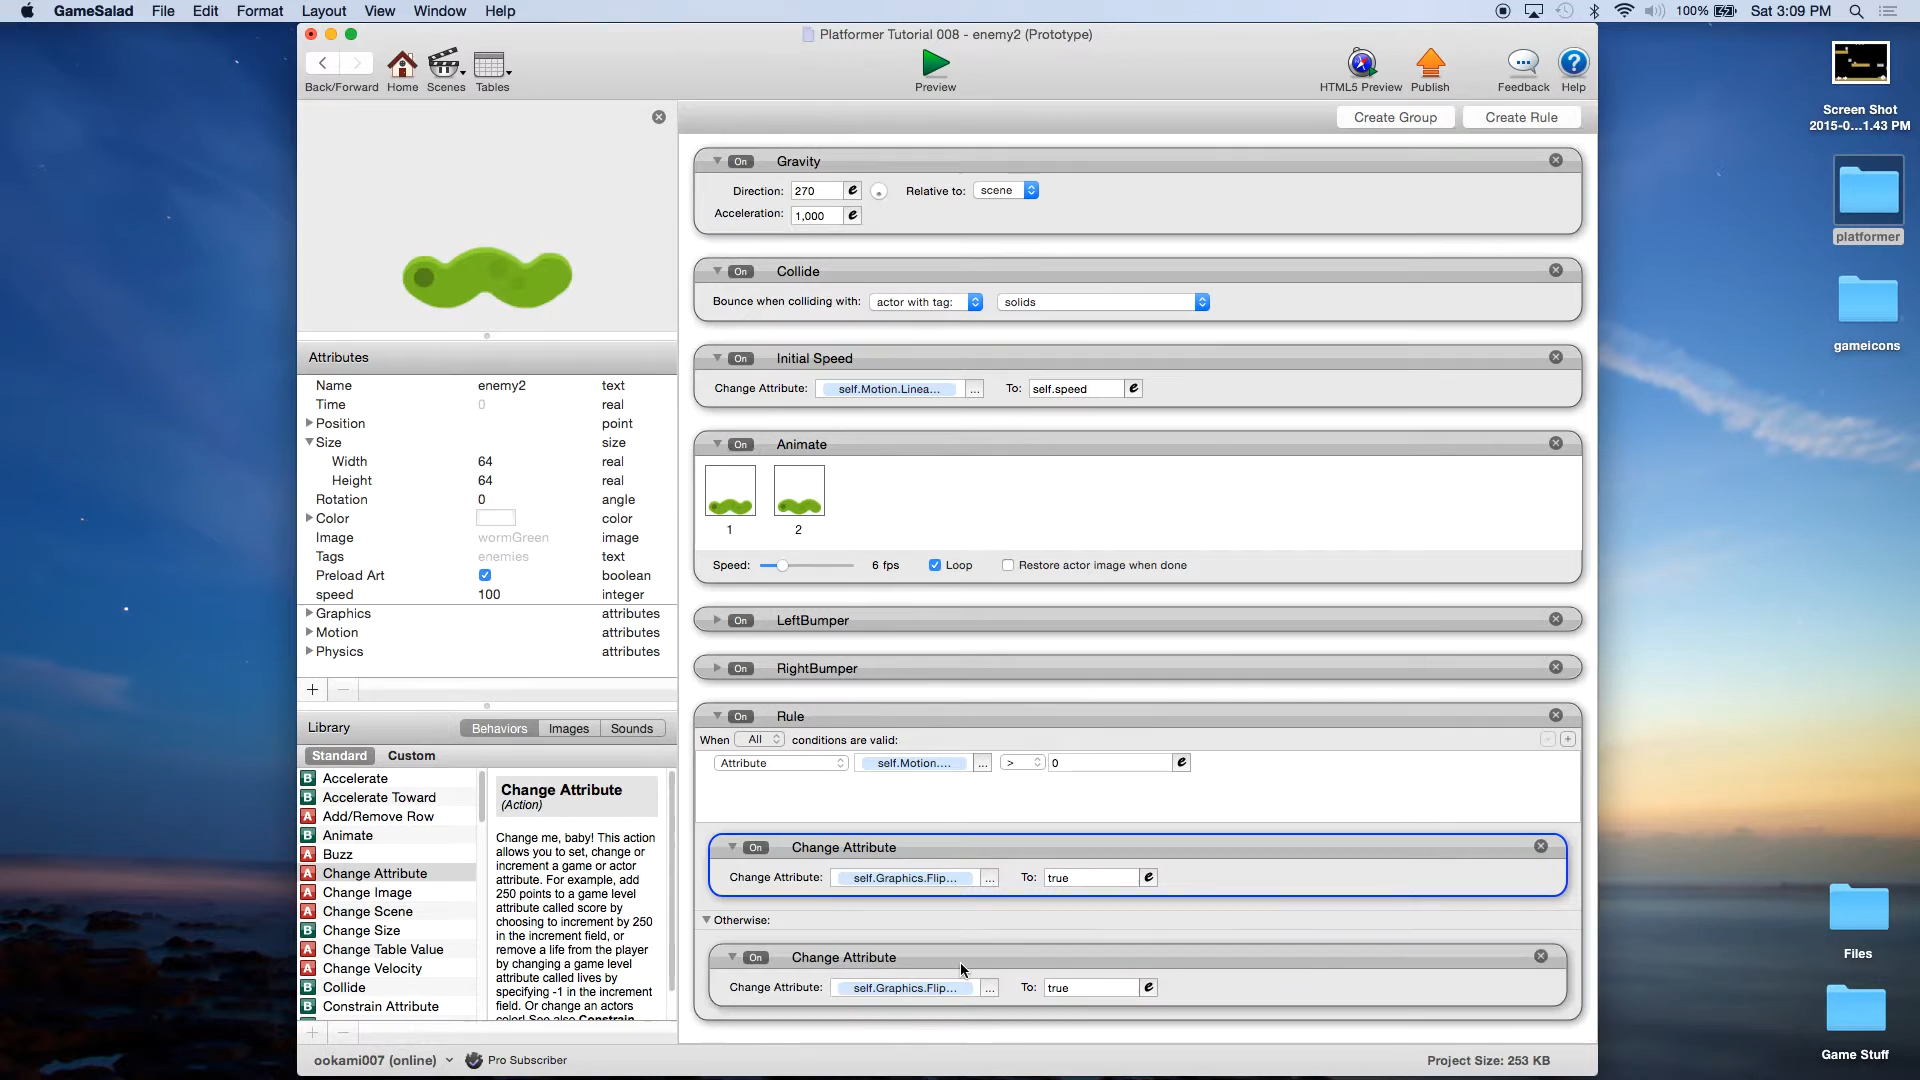 GameSalad File Edit Format Layout View Window Help
100% Sat 3:09 PM
Platformer Tutorial 008 - enemy2 (Prototype)
Back/Forward Home Scenes Tables
Preview
HTML5 Preview Publish Feedback Help
Create Group Create Rule
On Gravity
Direction: 270 e Relative to: scene
Acceleration: 1,000 e
On Collide
Bounce when colliding with: actor with tag: solids
On Initial Speed
Change Attribute: self.Motion.Linea... ... To: self.speed e
On Animate
1 2
Speed: 6 fps Loop Restore actor image when done
On LeftBumper
On RightBumper
On Rule
When All conditions are valid:
Attribute self.Motion.... ... > 0 e
On Change Attribute
Change Attribute: self.Graphics.Flip... ... To: true e
Otherwise:
On Change Attribute
Change Attribute: self.Graphics.Flip... ... To: true e
Attributes
Name enemy2 text
Time 0 real
Position point
Size size
Width 64 real
Height 64 real
Rotation 0 angle
Color color
Image wormGreen image
Tags enemies text
Preload Art boolean
speed 100 integer
Graphics attributes
Motion attributes
Physics attributes
Library Behaviors Images Sounds
Standard Custom
B Accelerate
B Accelerate Toward
A Add/Remove Row
B Animate
A Buzz
A Change Attribute
A Change Image
A Change Scene
B Change Size
A Change Table Value
A Change Velocity
B Collide
B Constrain Attribute
Change Attribute
(Action)
Change me, baby! This action
allows you to set, change or
increment a game or actor
attribute. For example, add
250 points to a game level
attribute called score by
choosing to increment by 250
in the increment field, or
remove a life from the player
by changing a game level
attribute called lives by
specifying -1 in the increment
field. Or change an actors
color! See also Constrain
ookami007 (online) Pro Subscriber
Project Size: 253 KB
Screen Shot
2015-0...1.43 PM
platformer
gameicons
Files
Game Stuff